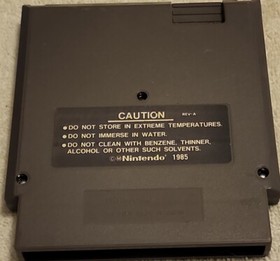 CAUTION REV-A
●DO NOT STORE IN EXTREME TEMPERATURES.
●DO NOT IMMERSE IN WATER.
●DO NOT CLEAN WITH BENZENE, THINNER,
ALCOHOL OR OTHER SUCH SOLVENTS.
Nintendo 1985